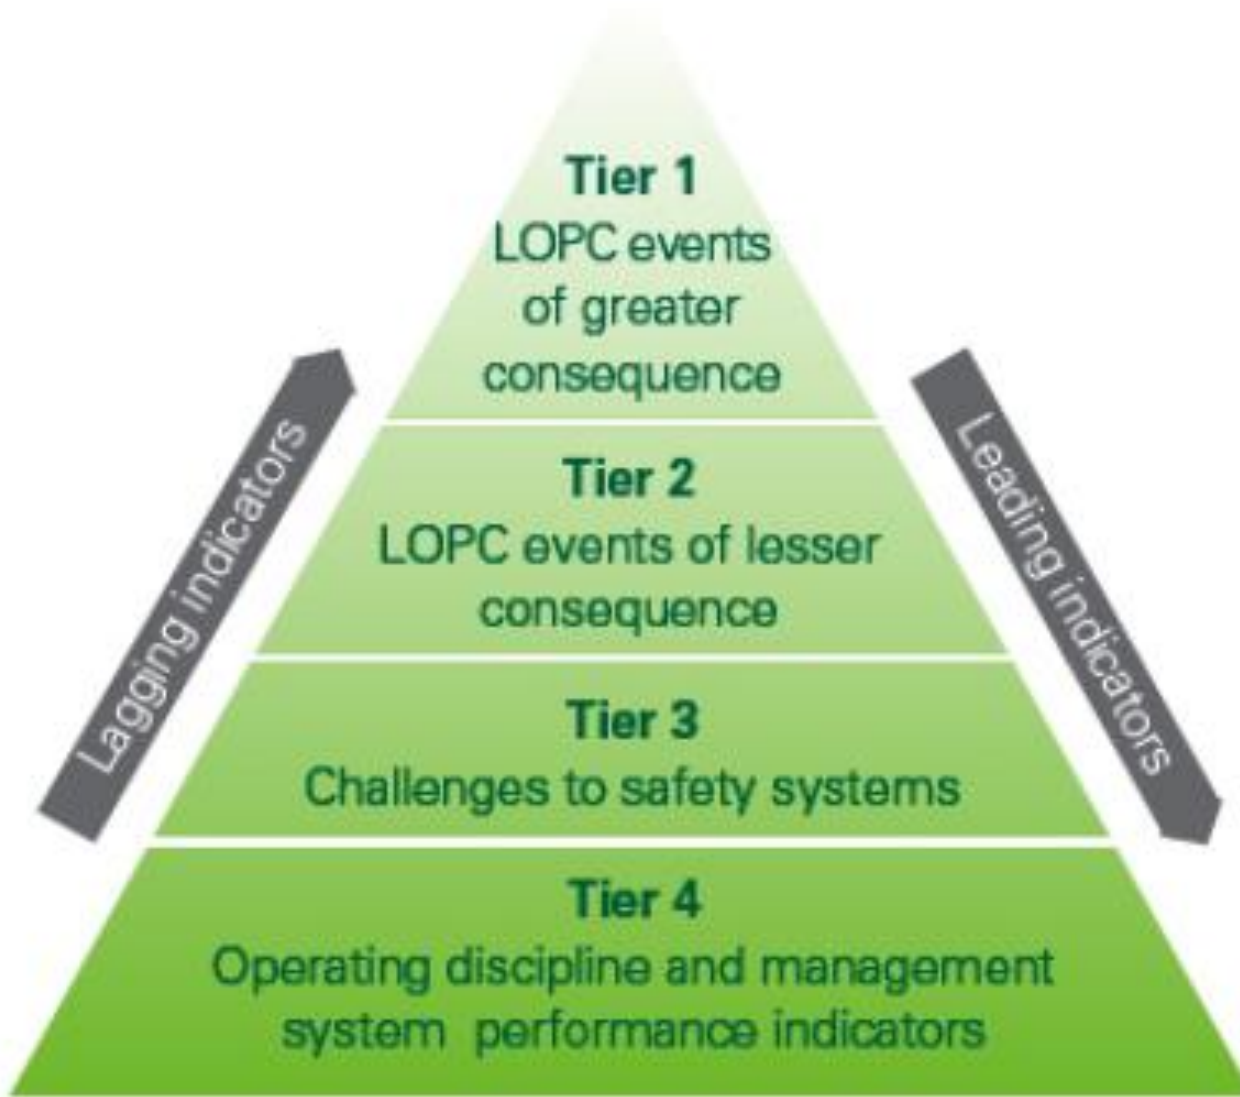 Tier 1
LOPC events
of greater
consequence
Tier 2
LOPC events of lesser
consequence
Tier 3
Challenges to safety systems
Tier 4
Operating discipline and management
system performance indicators
Lagging indicators
Leading indicators